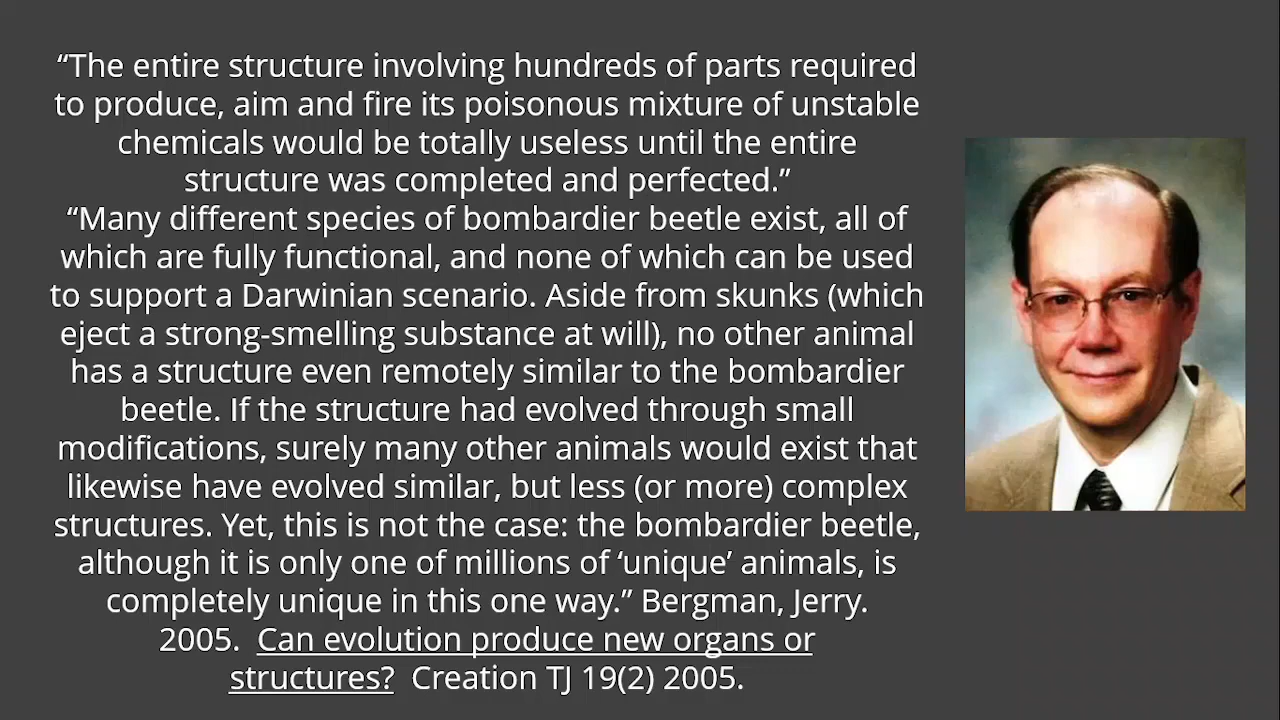 “The entire structure involving hundreds of parts required
to produce, aim and fire its poisonous mixture of unstable
chemicals would be totally useless until the entire
structure was completed and perfected.”
“Many different species of bombardier beetle exist, all of
which are fully functional, and none of which can be used
to support a Darwinian scenario. Aside from skunks (which
eject a strong-smelling substance at will), no other animal
has a structure even remotely similar to the bombardier
beetle. If the structure had evolved through small
modifications, surely many other animals would exist that
likewise have evolved similar, but less (or more) complex
structures. Yet, this is not the case: the bombardier beetle,
although it is only one of millions of ‘unique’ animals, is
completely unique in this one way.” Bergman, Jerry.
2005. Can evolution produce new organs or
structures? Creation TJ 19(2) 2005.